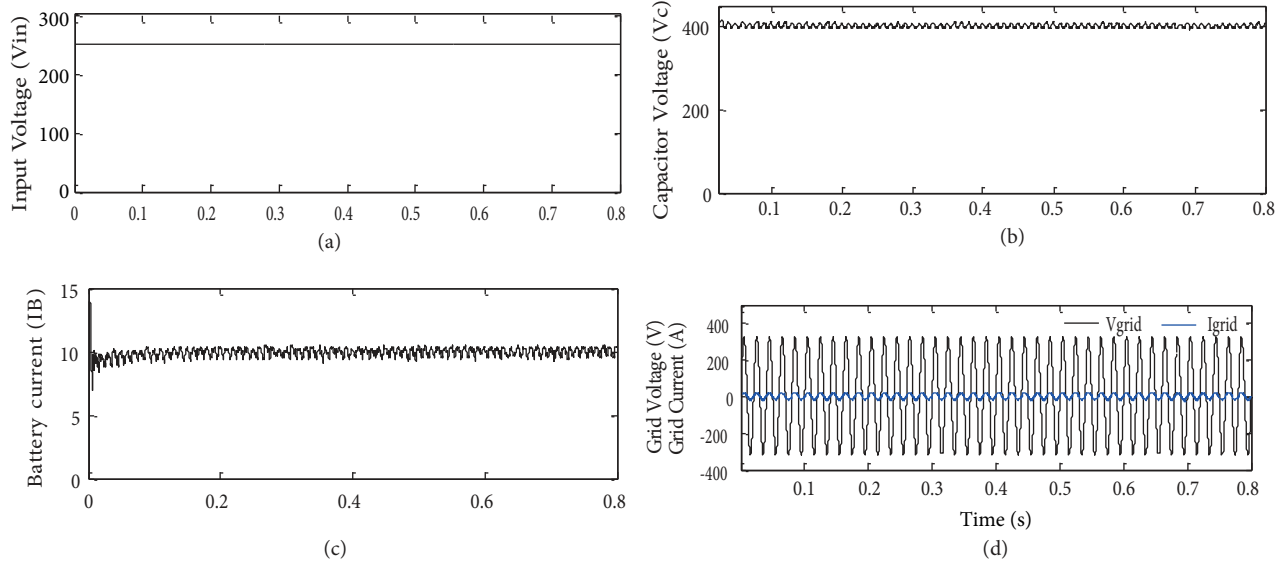 Input Voltage (Vin)
300
200
100
0
0 0.1 0.2 0.3 0.4 0.5 0.6 0.7 0.8
(a)
Capacitor Voltage (Vc)
400
200
0
0.1 0.2 0.3 0.4 0.5 0.6 0.7 0.8
(b)
Battery current (IB)
15
10
5
0
0 0.2 0.4 0.6 0.8
(c)
Grid Voltage (V)
Grid Current (A)
400
200
0
-200
-400
Vgrid Igrid
0.1 0.2 0.3 0.4 0.5 0.6 0.7 0.8
Time (s)
(d)